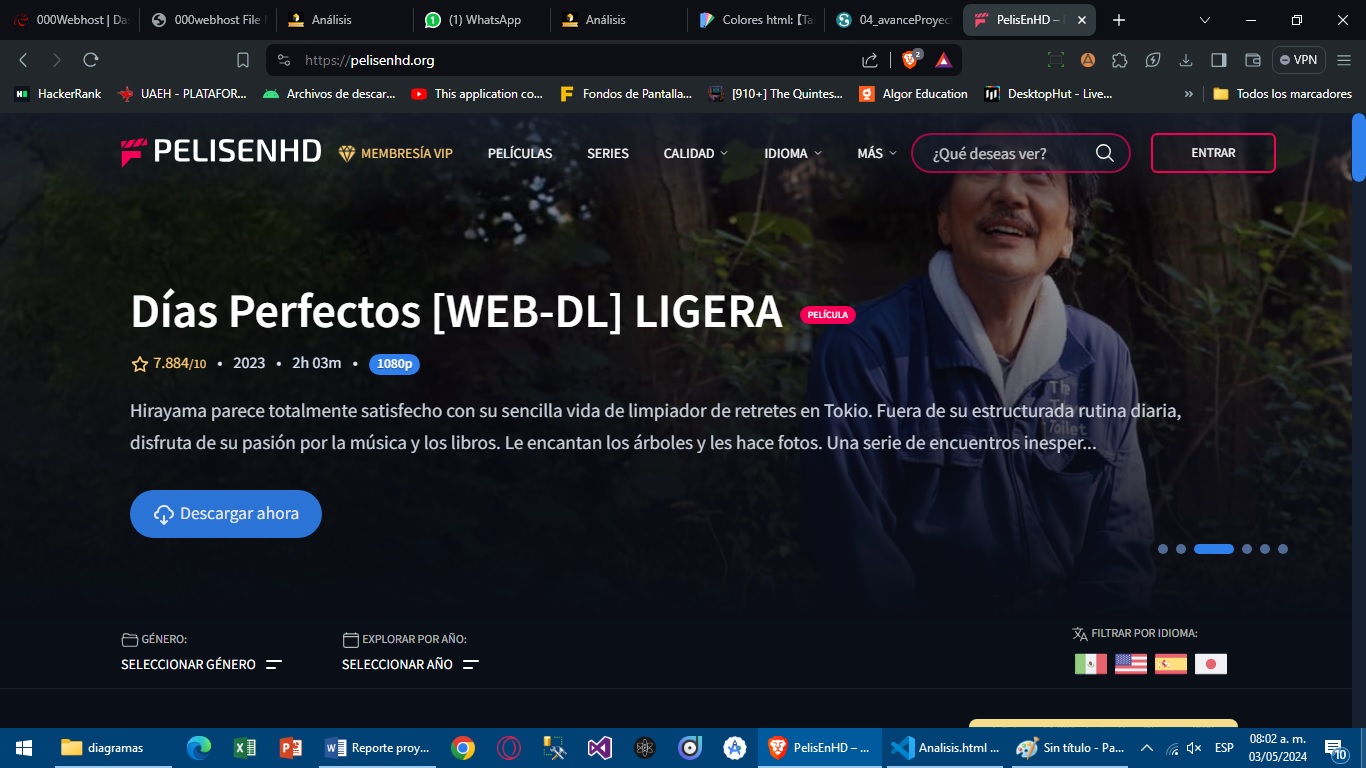 000Webhost | Da
000webhost File
Análisis
(1) WhatsApp
Análisis
Colores html: [Ta
04_avanceProyec
PelisEnHD –
https://pelisenhd.org
2
VPN
HackerRank
UAEH - PLATAFOR...
Archivos de descar...
This application co...
Fondos de Pantalla...
[910+] The Quintes...
Algor Education
DesktopHut - Live...
»
Todos los marcadores
PELISENHD
MEMBRESÍA VIP
PELÍCULAS
SERIES
CALIDAD
IDIOMA
MÁS
¿Qué deseas ver?
ENTRAR
Días Perfectos [WEB-DL] LIGERA
PELÍCULA
7.884/10 • 2023 • 2h 03m • 1080p
Hirayama parece totalmente satisfecho con su sencilla vida de limpiador de retretes en Tokio. Fuera de su estructurada rutina diaria,
disfruta de su pasión por la música y los libros. Le encantan los árboles y les hace fotos. Una serie de encuentros inesper...
The
Toilet
Descargar ahora
GÉNERO:
SELECCIONAR GÉNERO
EXPLORAR POR AÑO:
SELECCIONAR AÑO
FILTRAR POR IDIOMA:
diagramas
Reporte proy...
PelisEnHD – ...
Analisis.html ...
Sin título - Pa...
ESP
08:02 a. m.
03/05/2024
10